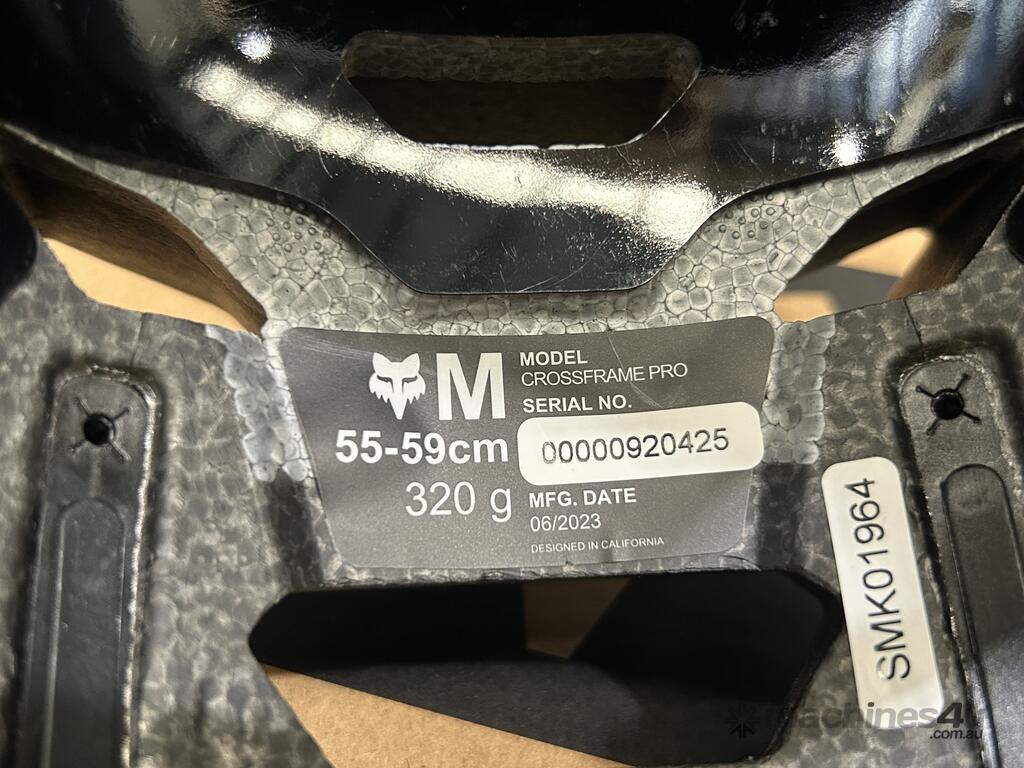 M
55-59cm
320 g
MODEL
CROSSFRAME PRO
SERIAL NO.
00000920425
MFG. DATE
06/2023
DESIGNED IN CALIFORNIA
SMK01964
machines4u
.com.au